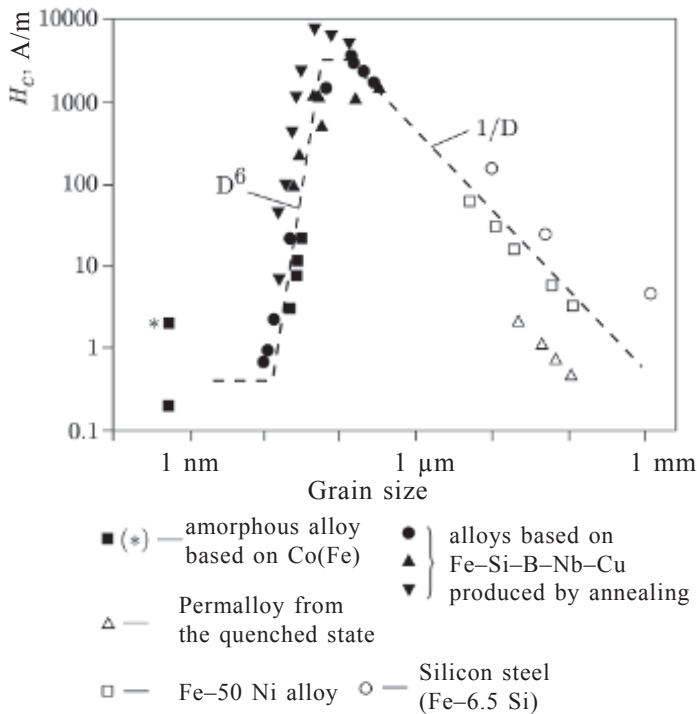 10000
H_C, A/m
1000
1/D
D^6
100
10
*
1
0.1
1 nm 1 μm 1 mm
Grain size
(*) — amorphous alloy
based on Co(Fe)
alloys based on
Fe–Si–B–Nb–Cu
produced by annealing
— Permalloy from
the quenched state
— Fe–50 Ni alloy
— Silicon steel
(Fe–6.5 Si)